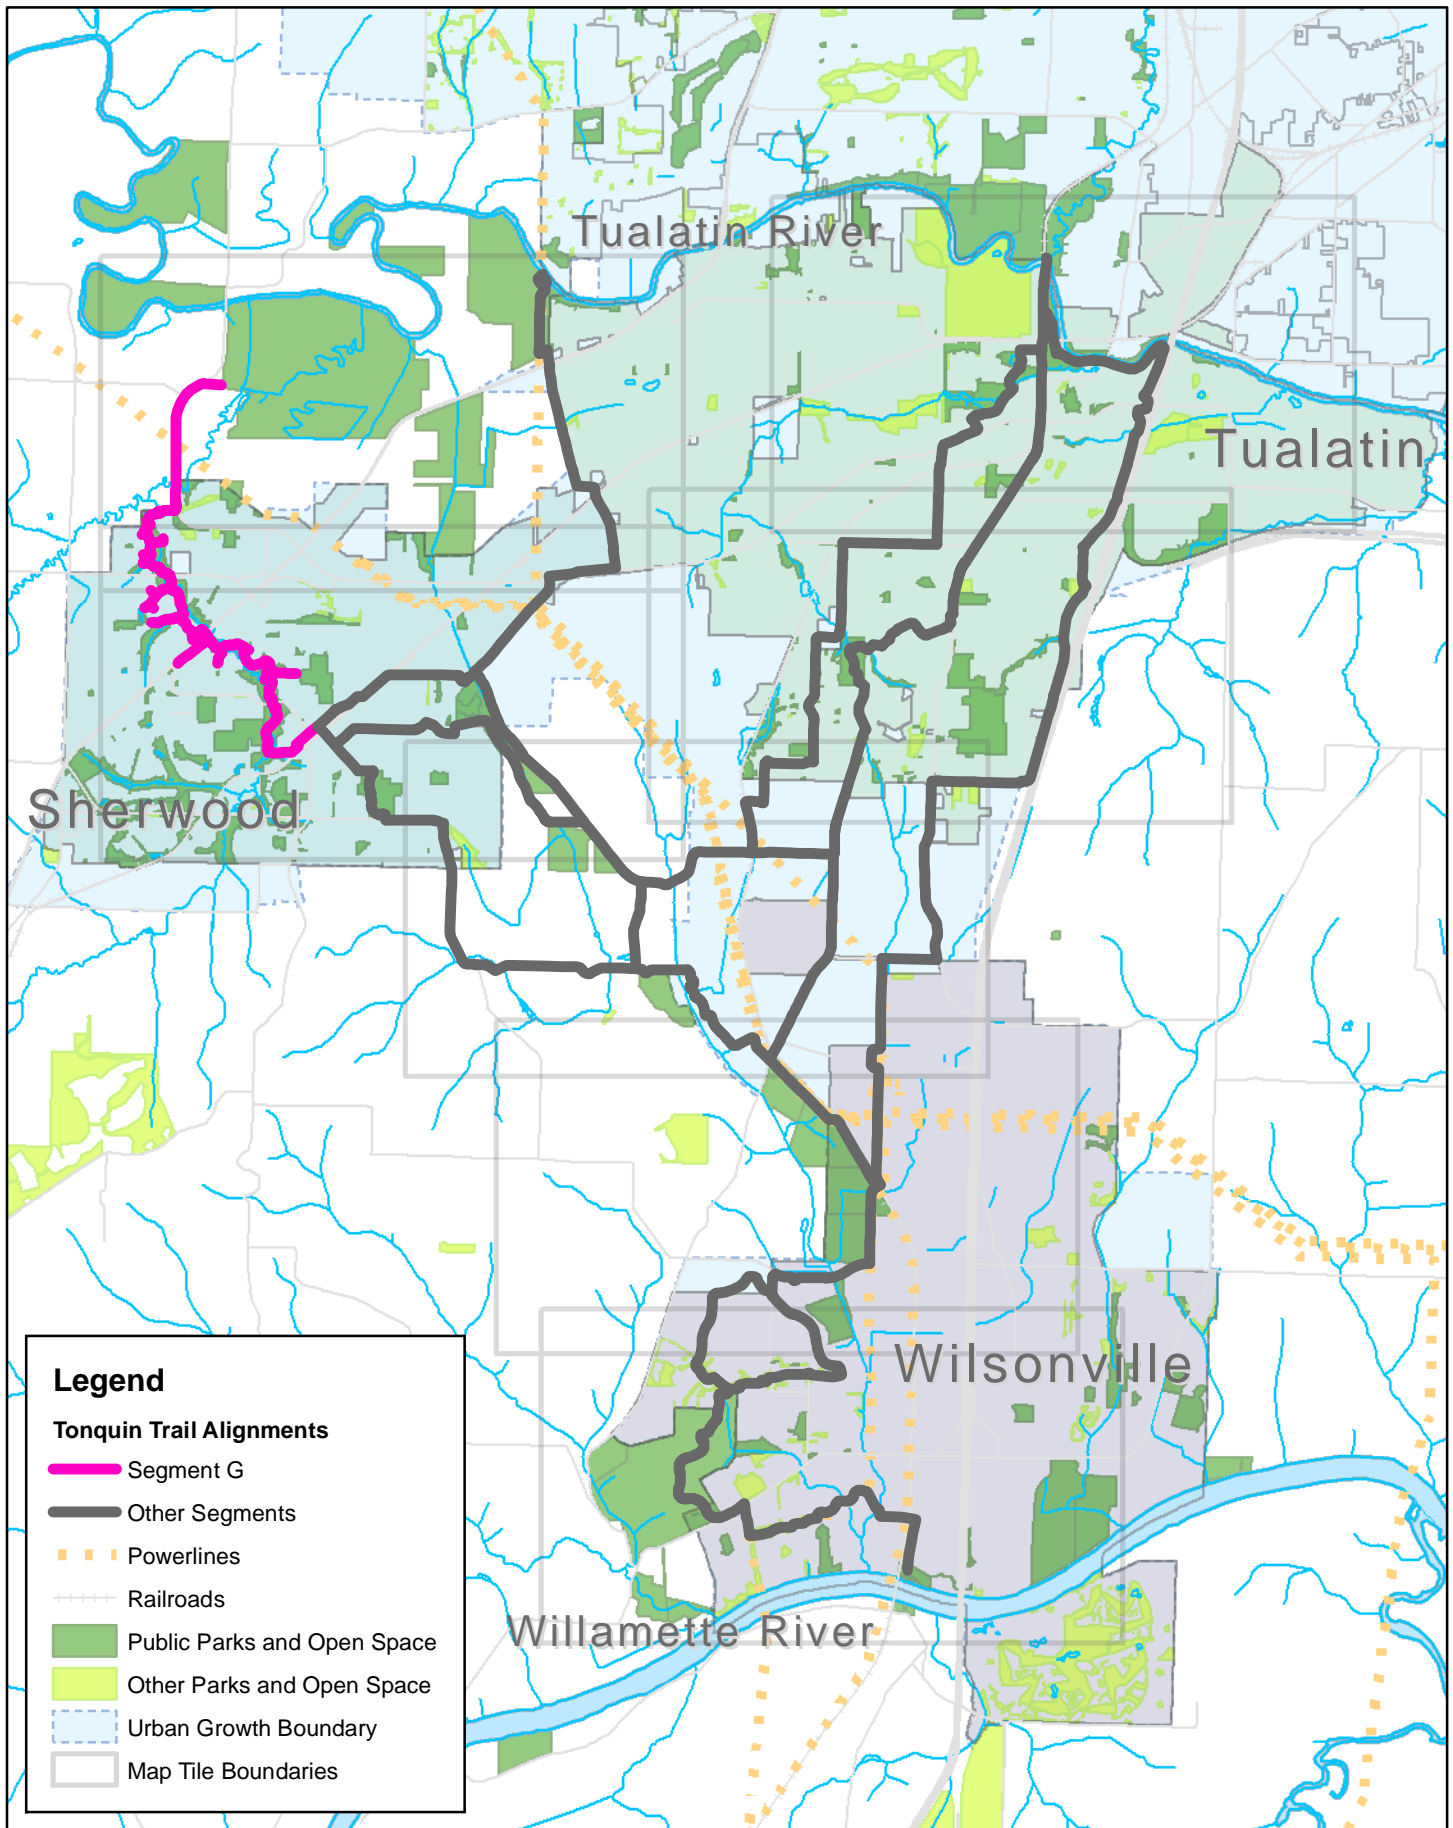 Tualatin River
Tualatin
Sherwood
Wilsonville
Willamette River
Legend
Tonquin Trail Alignments
Segment G
Other Segments
Powerlines
Railroads
Public Parks and Open Space
Other Parks and Open Space
Urban Growth Boundary
Map Tile Boundaries